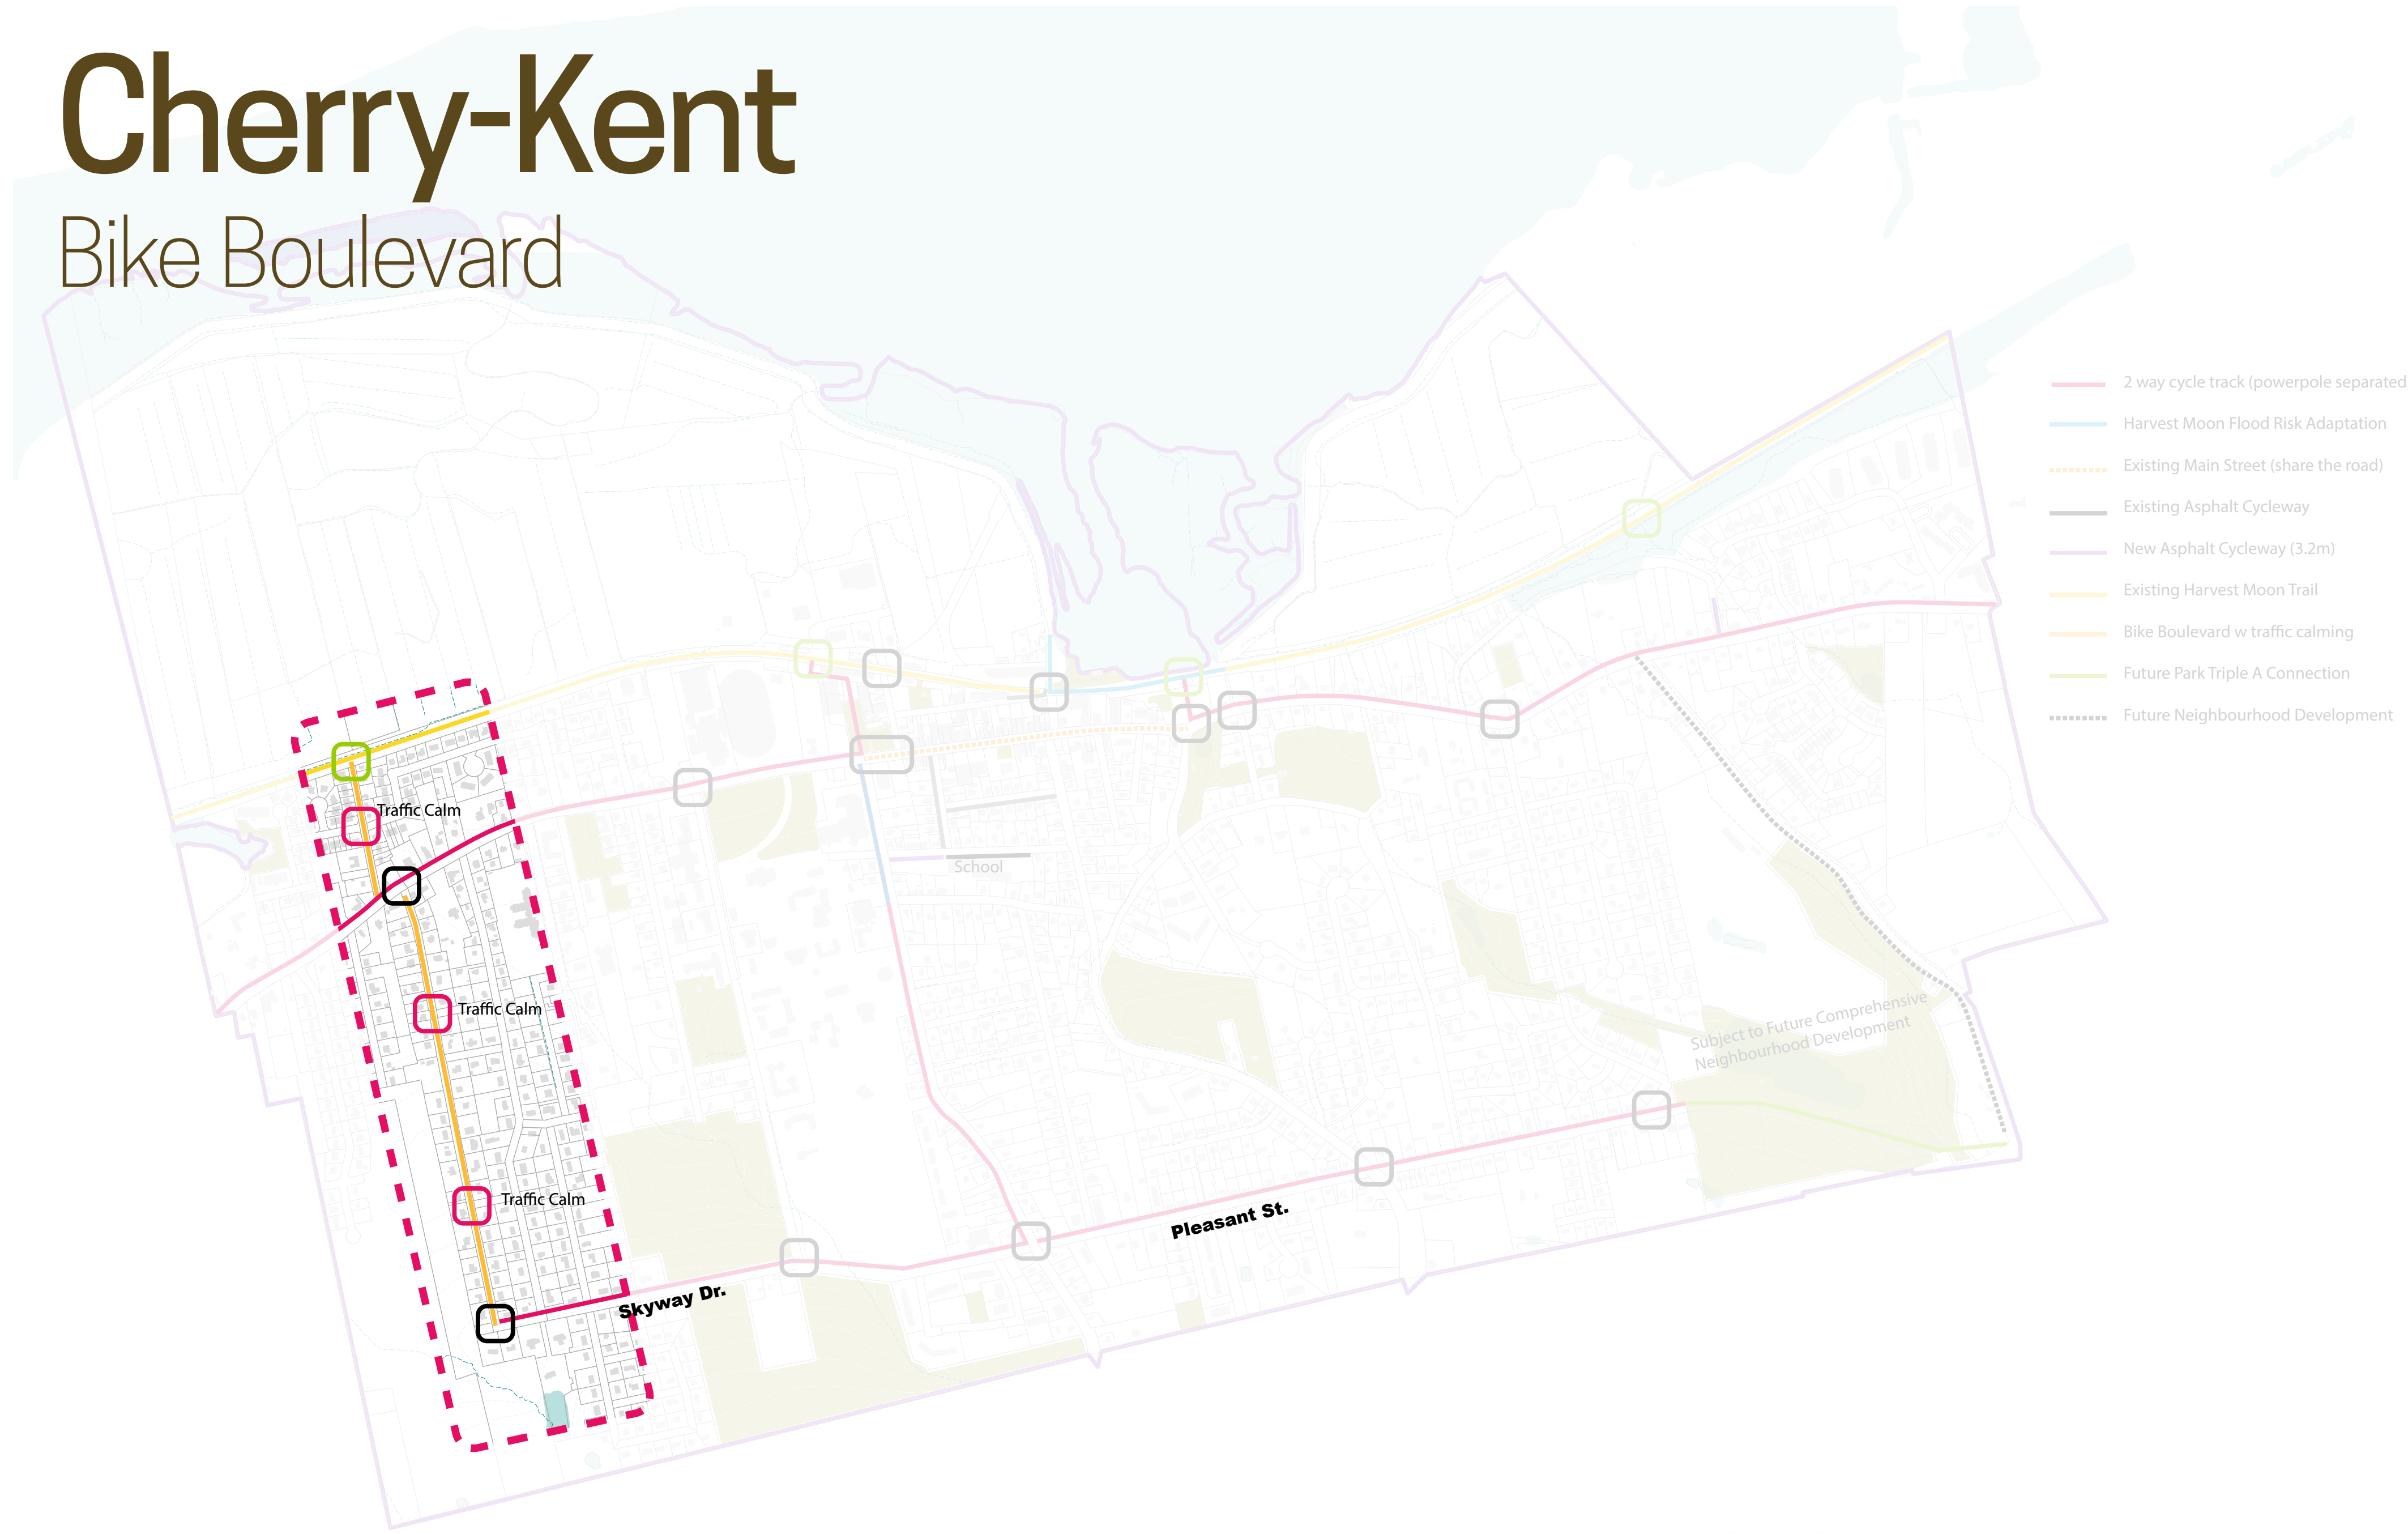 Cherry-Kent
Bike Boulevard
2 way cycle track (powerpole separated
Harvest Moon Flood Risk Adaptation
Existing Main Street (share the road)
Existing Asphalt Cycleway
New Asphalt Cycleway (3.2m)
Existing Harvest Moon Trail
Bike Boulevard w traffic calming
Future Park Triple A Connection
Future Neighbourhood Development
Traffic Calm
School
Traffic Calm
Subject to Future Comprehensive
Neighbourhood Development
Traffic Calm
Pleasant St.
Skyway Dr.